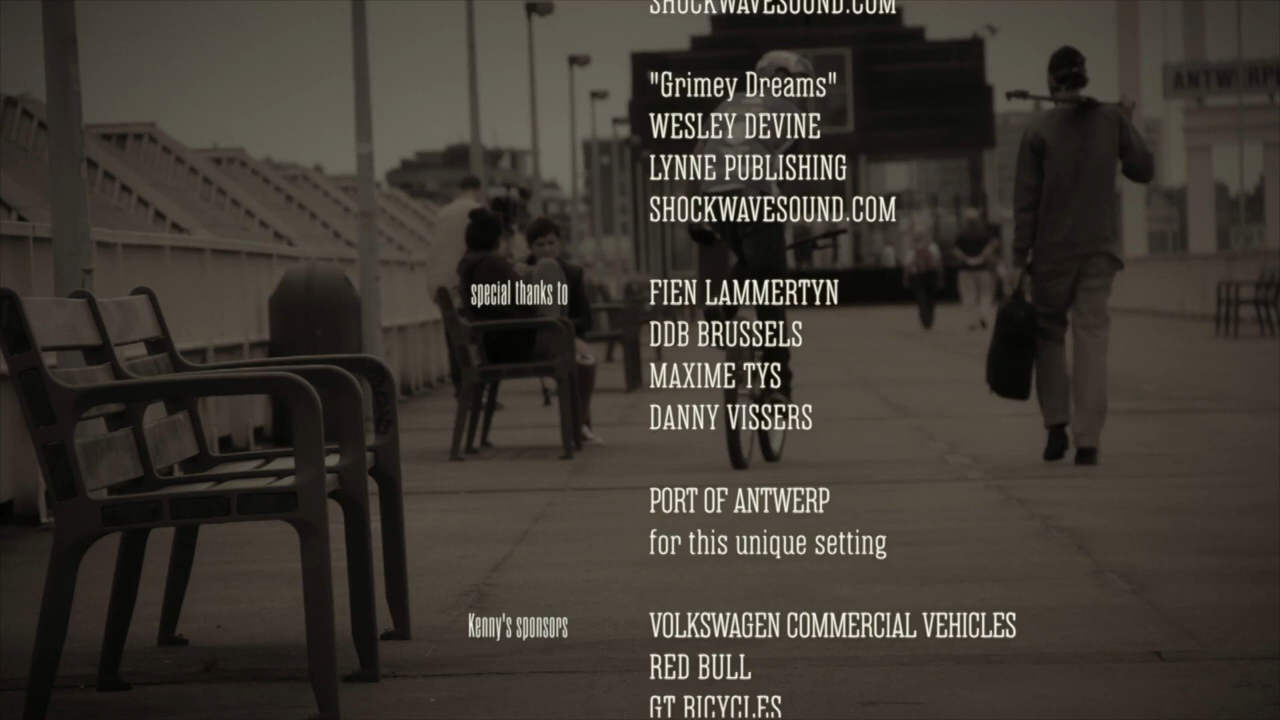 SHOCKWAVESOUND.COM
"Grimey Dreams"
WESLEY DEVINE
LYNNE PUBLISHING
SHOCKWAVESOUND.COM
special thanks to FIEN LAMMERTYN
DDB BRUSSELS
MAXIME TYS
DANNY VISSERS
PORT OF ANTWERP
for this unique setting
Kenny's sponsors VOLKSWAGEN COMMERCIAL VEHICLES
RED BULL
GT BICYCLES
ANTWERP